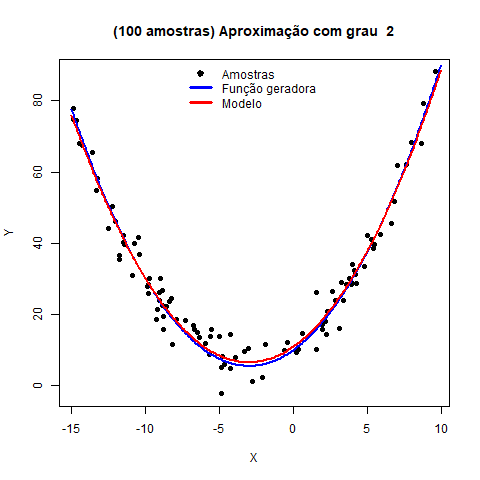 (100 amostras) Aproximação com grau  2
Amostras
Função geradora
Modelo
Y
80
60
40
20
0
-15 -10 -5 0 5 10
X